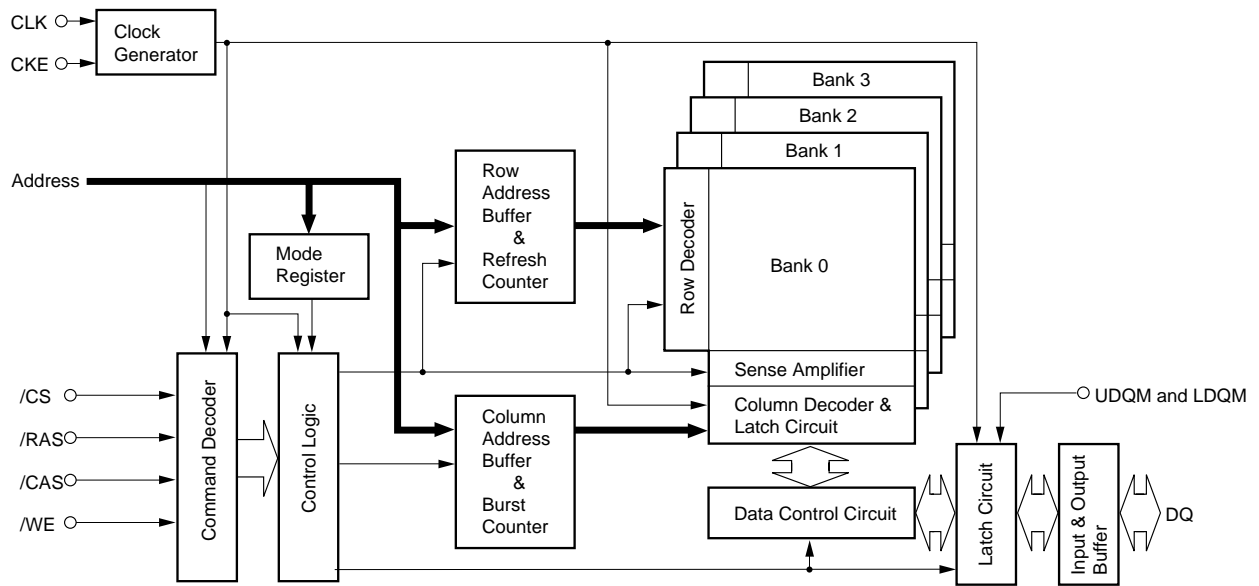 CLK
CKE
Clock
Generator
Bank 3
Bank 2
Bank 1
Address
Row
Address
Buffer
&
Refresh
Counter
Row Decoder
Bank 0
Mode
Register
Sense Amplifier
Column Decoder &
Latch Circuit
/CS
/RAS
/CAS
/WE
Command Decoder
Control Logic
Column
Address
Buffer
&
Burst
Counter
UDQM and LDQM
Data Control Circuit
Latch Circuit
Input & Output
Buffer
DQ